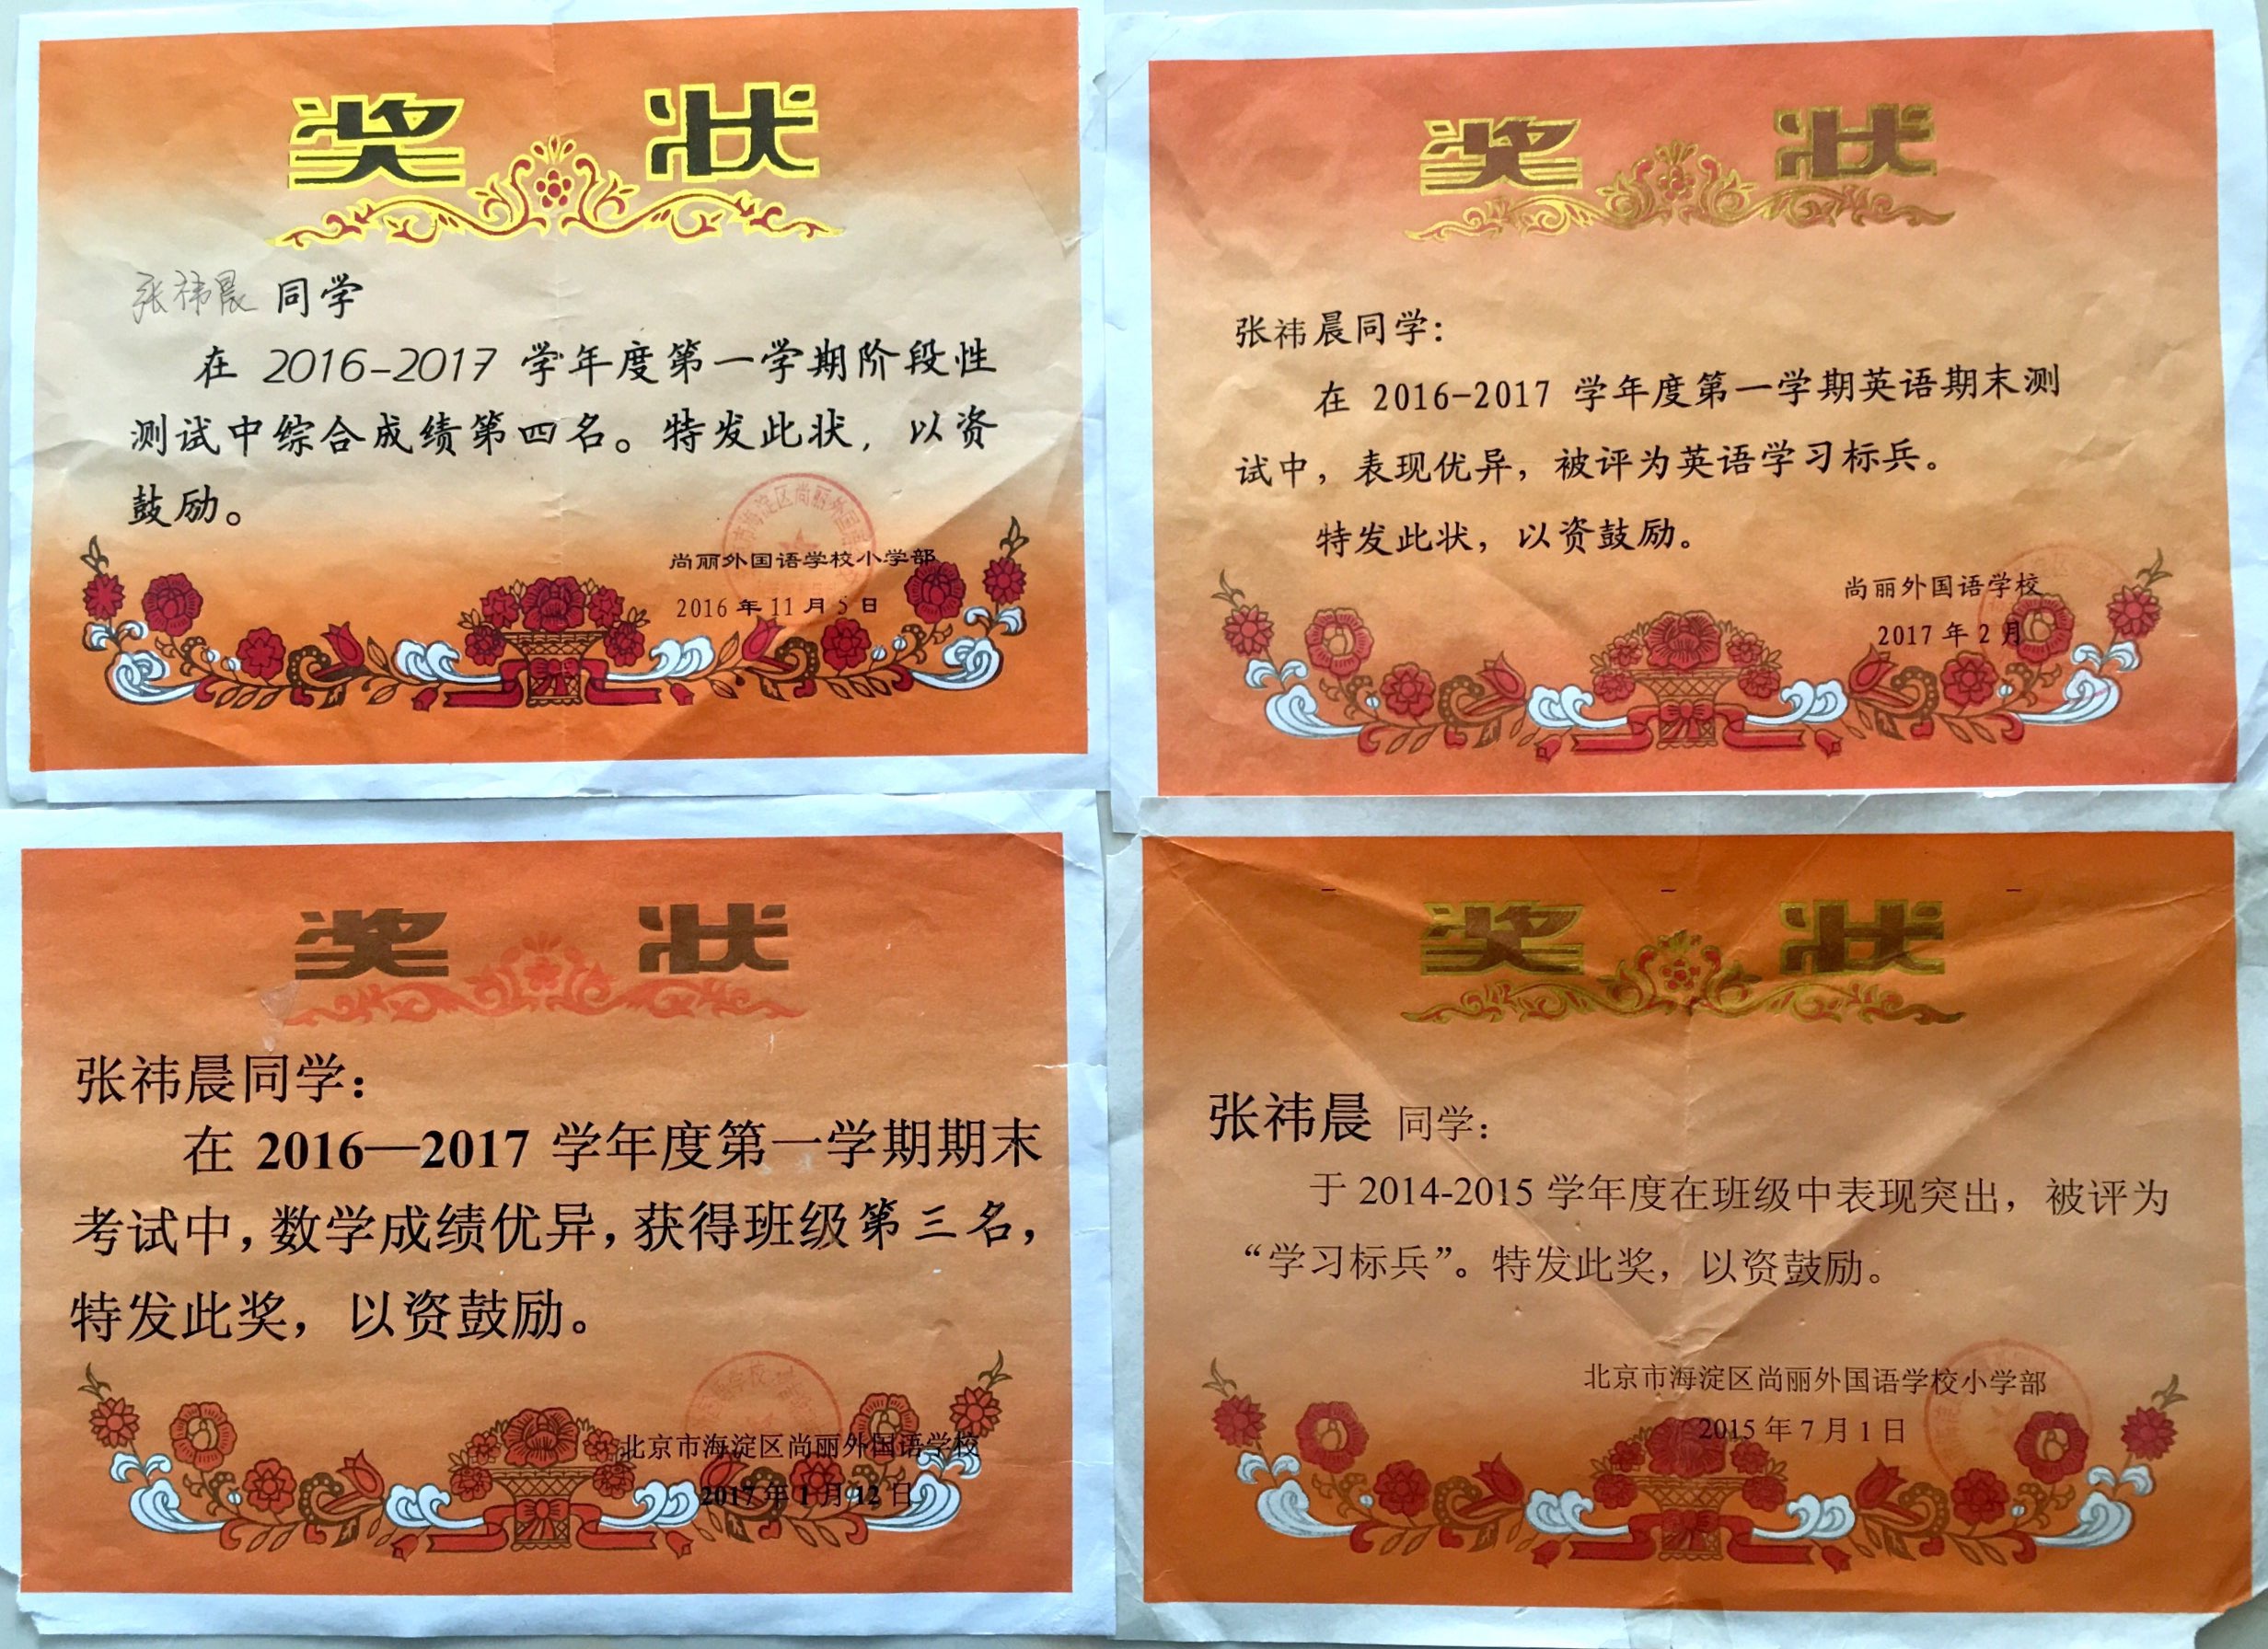 奖 状
张祎晨 同学
在 2016-2017 学年度第一学期阶段性
测试中综合成绩第四名。特发此状，以资
鼓励。
尚丽外国语学校小学部
2016 年 11 月 5 日
奖 状
张祎晨同学：
在 2016-2017 学年度第一学期英语期末测
试中，表现优异，被评为英语学习标兵。
特发此状，以资鼓励。
尚丽外国语学校
2017 年 2 月
奖 状
张祎晨同学：
在 2016—2017 学年度第一学期期末
考试中，数学成绩优异，获得班级第三名，
特发此奖，以资鼓励。
北京市海淀区尚丽外国语学校
2017 年 1 月 12 日
奖 状
张祎晨 同学：
于 2014-2015 学年度在班级中表现突出，被评为
“学习标兵”。特发此奖，以资鼓励。
北京市海淀区尚丽外国语学校小学部
2015 年 7 月 1 日